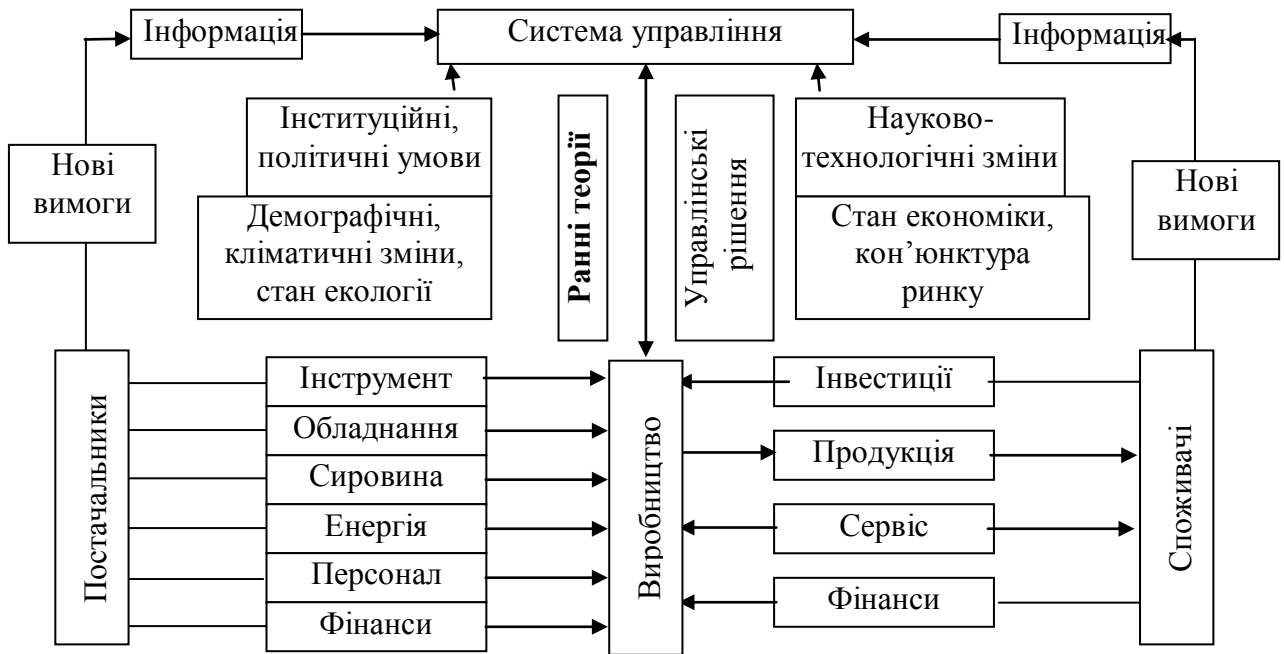 Інформація
Система управління
Інформація
Нові
вимоги
Інституційні,
політичні умови
Демографічні,
кліматичні зміни,
стан екології
Ранні теорії
Управлінські
рішення
Науково-
технологічні зміни
Стан економіки,
кон’юнктура
ринку
Нові
вимоги
Постачальники
Інструмент
Обладнання
Сировина
Енергія
Персонал
Фінанси
Виробництво
Інвестиції
Продукція
Сервіс
Фінанси
Споживачі